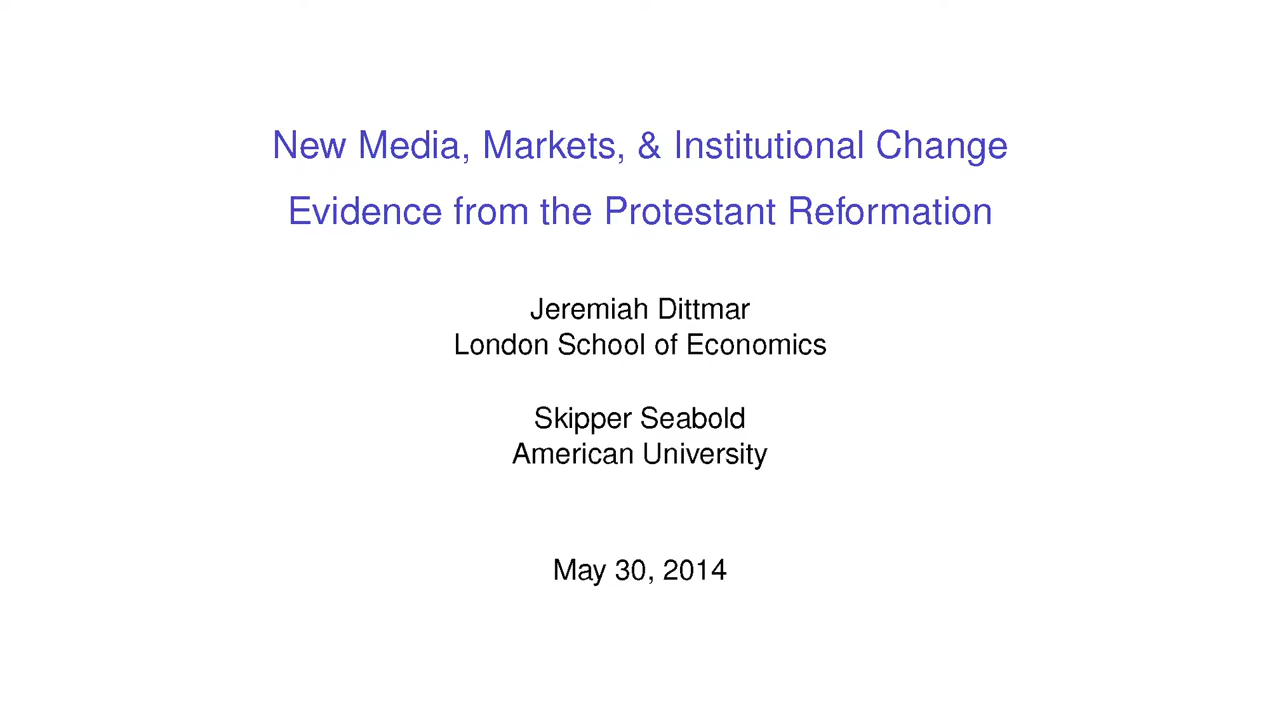 New Media, Markets, & Institutional Change
Evidence from the Protestant Reformation
Jeremiah Dittmar
London School of Economics
Skipper Seabold
American University
May 30, 2014